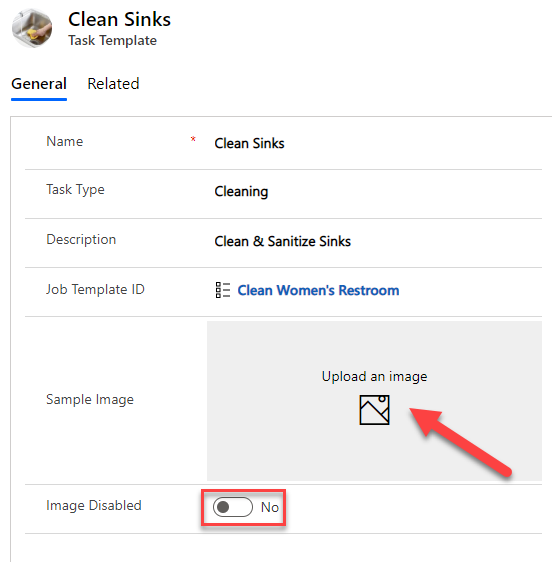 Clean Sinks
Task Template
General Related
Name * Clean Sinks
Task Type Cleaning
Description Clean & Sanitize Sinks
Job Template ID Clean Women's Restroom
Upload an image
Sample Image
Image Disabled No